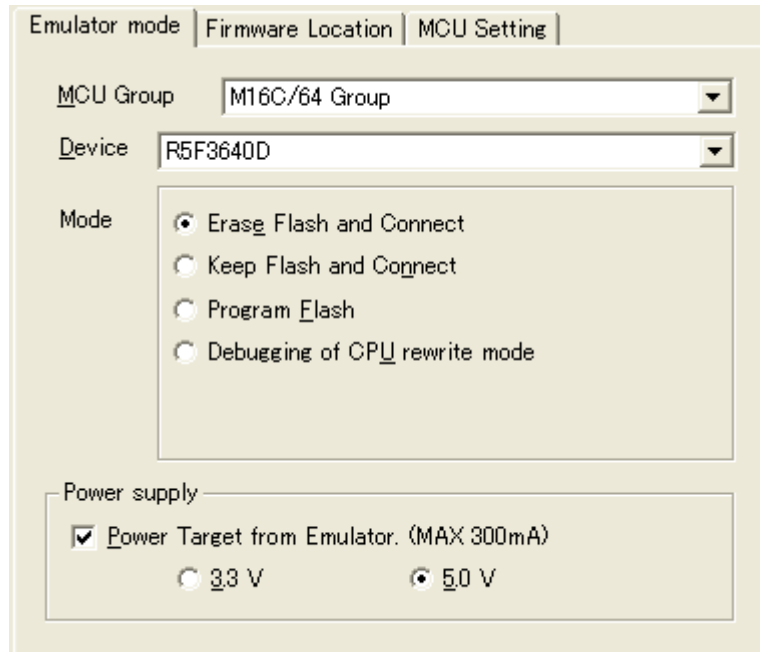 Emulator mode Firmware Location MCU Setting
MCU Group M16C/64 Group
Device R5F3640D
Mode Erase Flash and Connect
Keep Flash and Connect
Program Flash
Debugging of CPU rewrite mode
Power supply
Power Target from Emulator. (MAX 300mA)
3.3 V 5.0 V